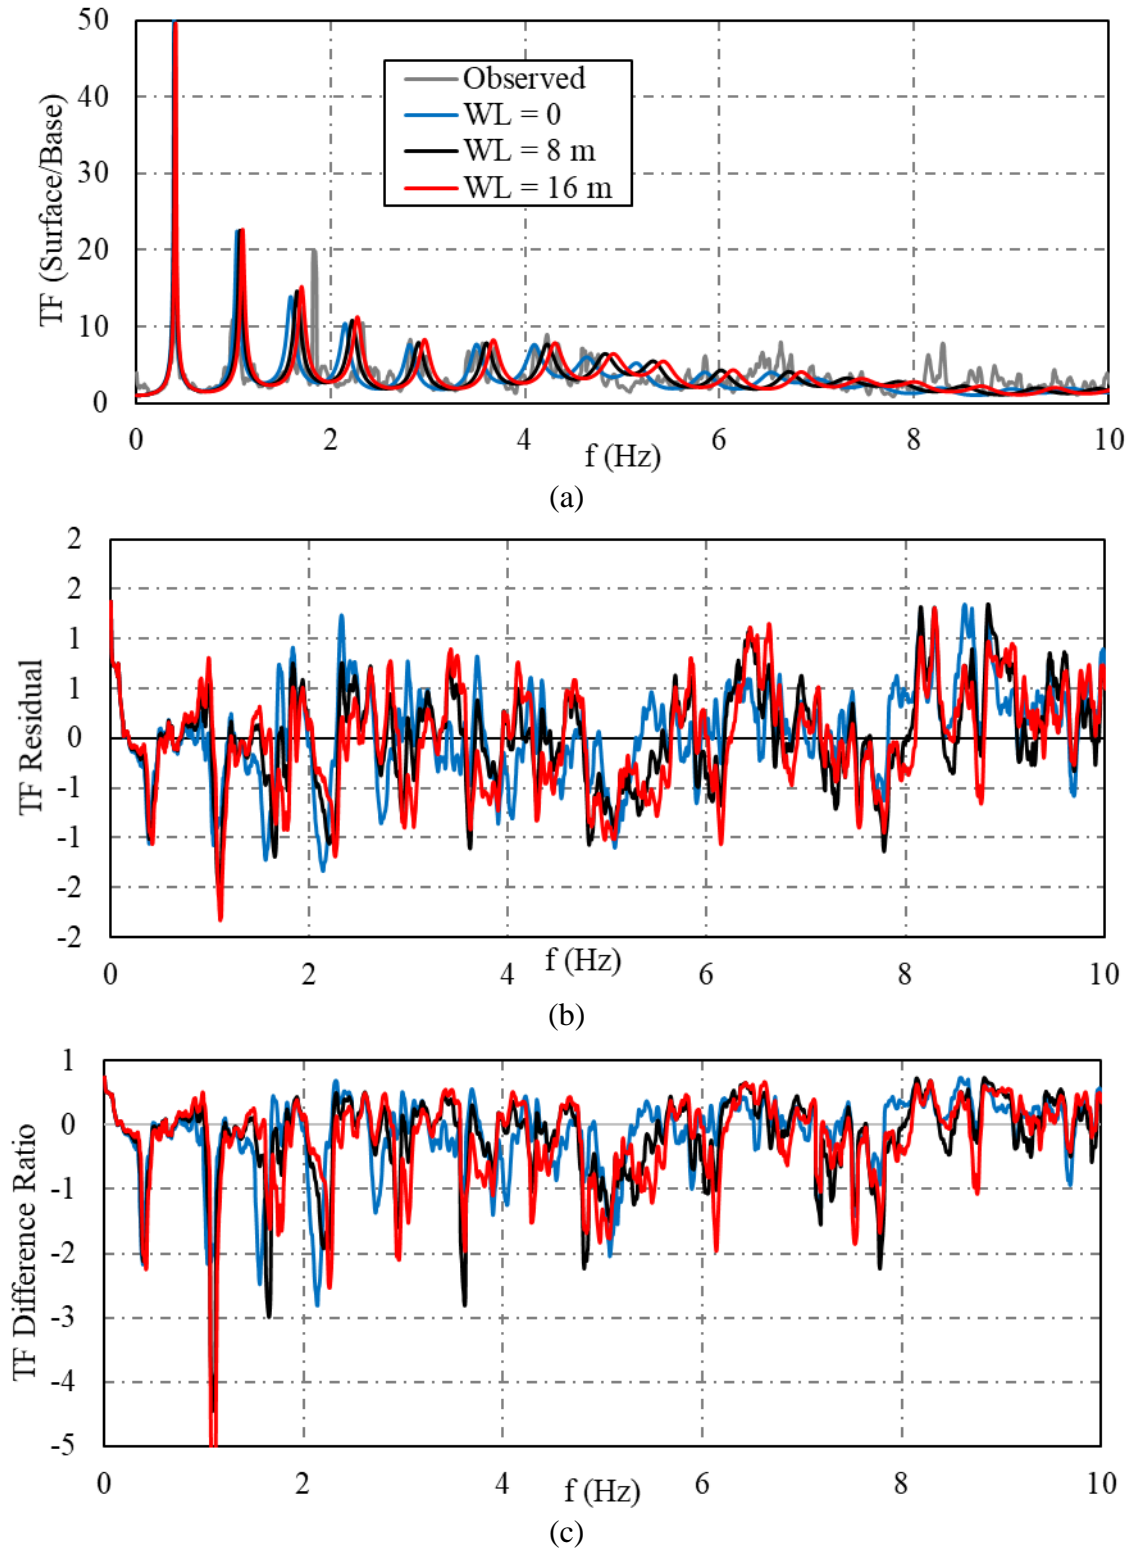 50
40
30
20
10
0
TF (Surface/Base)
Observed
WL = 0
WL = 8 m
WL = 16 m
0 2 4 6 8 10
f (Hz)
(a)
2
2
1
1
0
-1
-1
-2
-2
TF Residual
0 2 4 6 8 10
f (Hz)
(b)
1
0
-1
-2
-3
-4
-5
TF Difference Ratio
0 2 4 6 8 10
f (Hz)
(c)